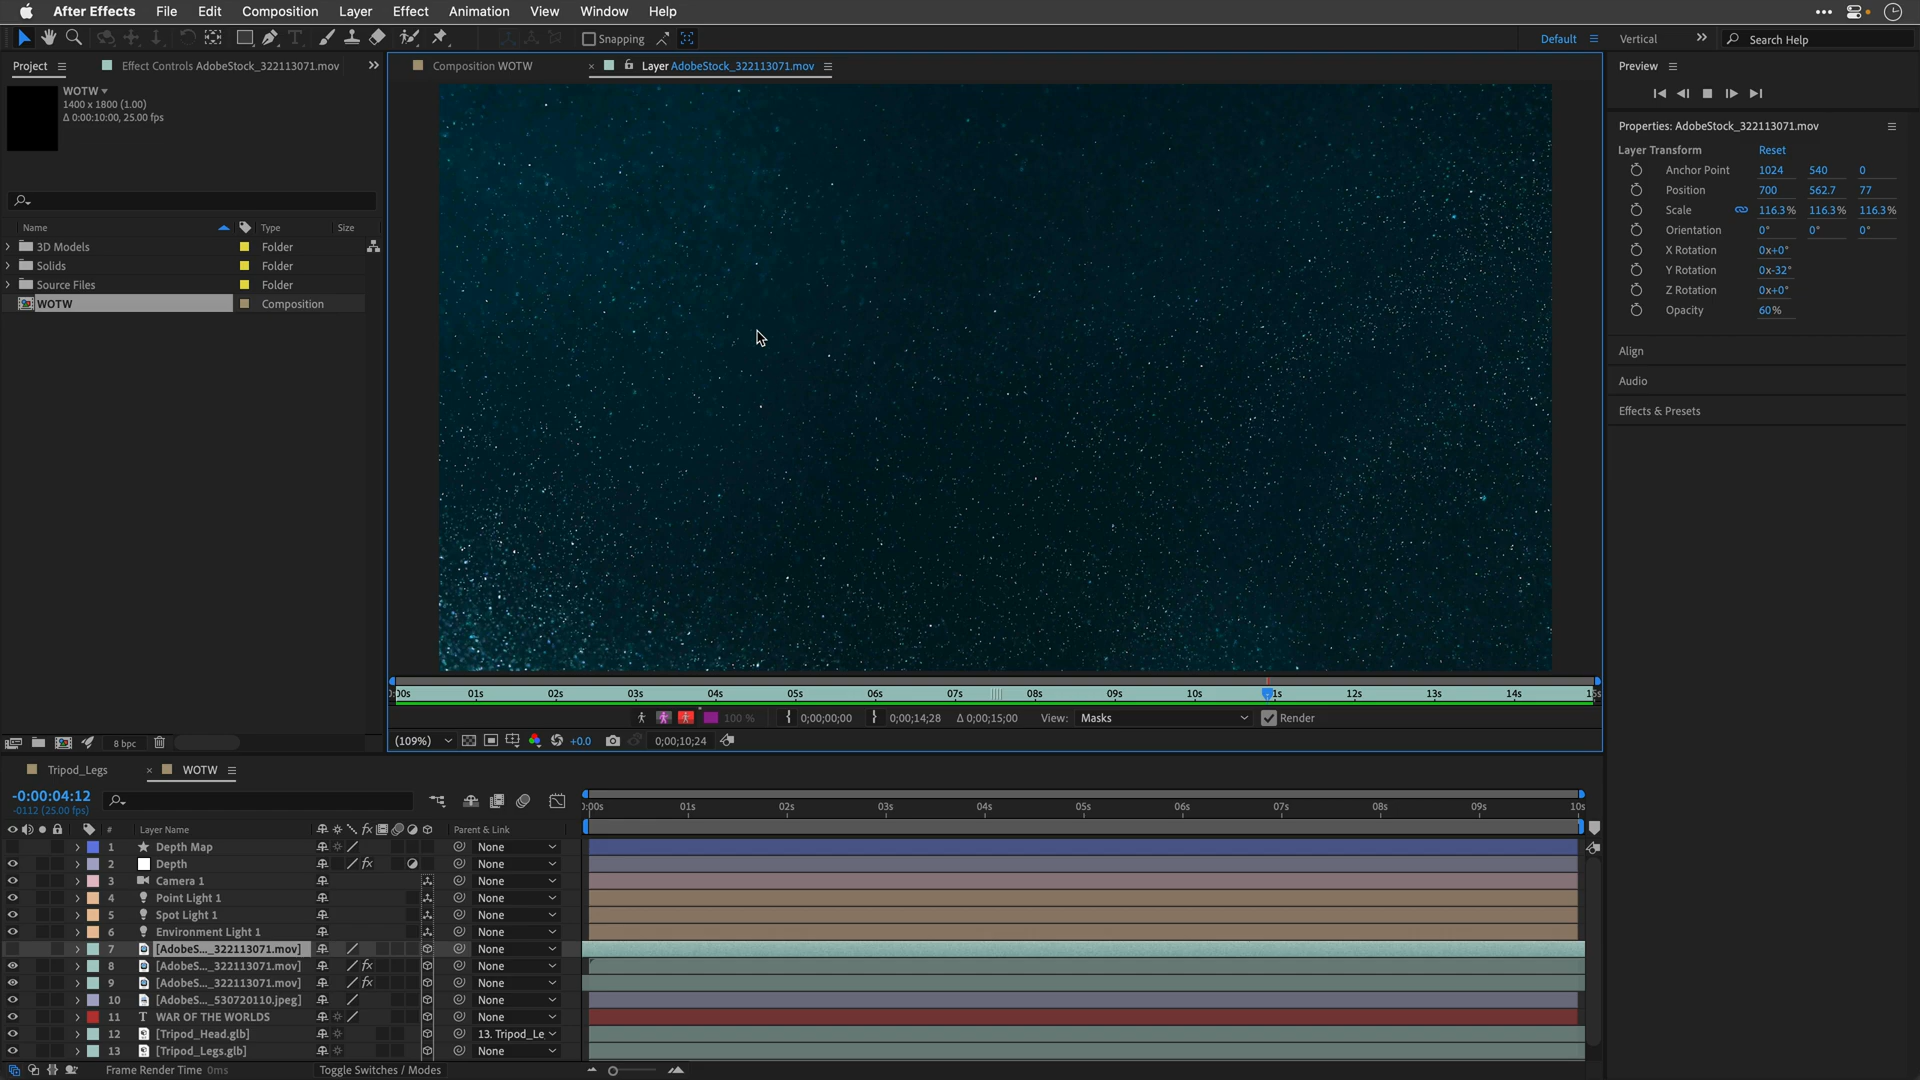 After Effects File Edit Composition Layer Effect Animation View Window Help
Snapping
Default Vertical Search Help
Project Effect Controls AdobeStock_322113071.mov
Composition WOTW
Layer AdobeStock_322113071.mov
Preview
WOTW
1400 x 1800 (1.00)
Δ 0:00:10:00, 25.00 fps
Properties: AdobeStock_322113071.mov
Layer Transform Reset
Anchor Point 1024 540 0
Position 700 562.7 77
Scale 116.3% 116.3% 116.3%
Orientation 0° 0° 0°
X Rotation 0x+0°
Y Rotation 0x-32°
Z Rotation 0x+0°
Opacity 60%
Align
Audio
Effects & Presets
Name Type Size
3D Models Folder
Solids Folder
Source Files Folder
WOTW Composition
01s 02s 03s 04s 05s 06s 07s 08s 09s 10s 12s 13s 14s
100 % 0;00;00;00 0;00;14;28 Δ 0;00;15;00 View: Masks Render
8 bpc
(109%) +0.0 0;00;10;24
Tripod_Legs WOTW
-0:00:04:12
-0112 (25.00 fps)
01s 02s 03s 04s 05s 06s 07s 08s 09s 10s
# Layer Name Parent & Link
1 Depth Map None
2 Depth None
3 Camera 1 None
4 Point Light 1 None
5 Spot Light 1 None
6 Environment Light 1 None
7 [AdobeS..._322113071.mov] None
8 [AdobeS..._322113071.mov] None
9 [AdobeS..._322113071.mov] None
10 [AdobeS..._530720110.jpeg] None
11 T WAR OF THE WORLDS None
12 [Tripod_Head.glb] 13. Tripod_Le
13 [Tripod_Legs.glb] None
Frame Render Time 0ms Toggle Switches / Modes